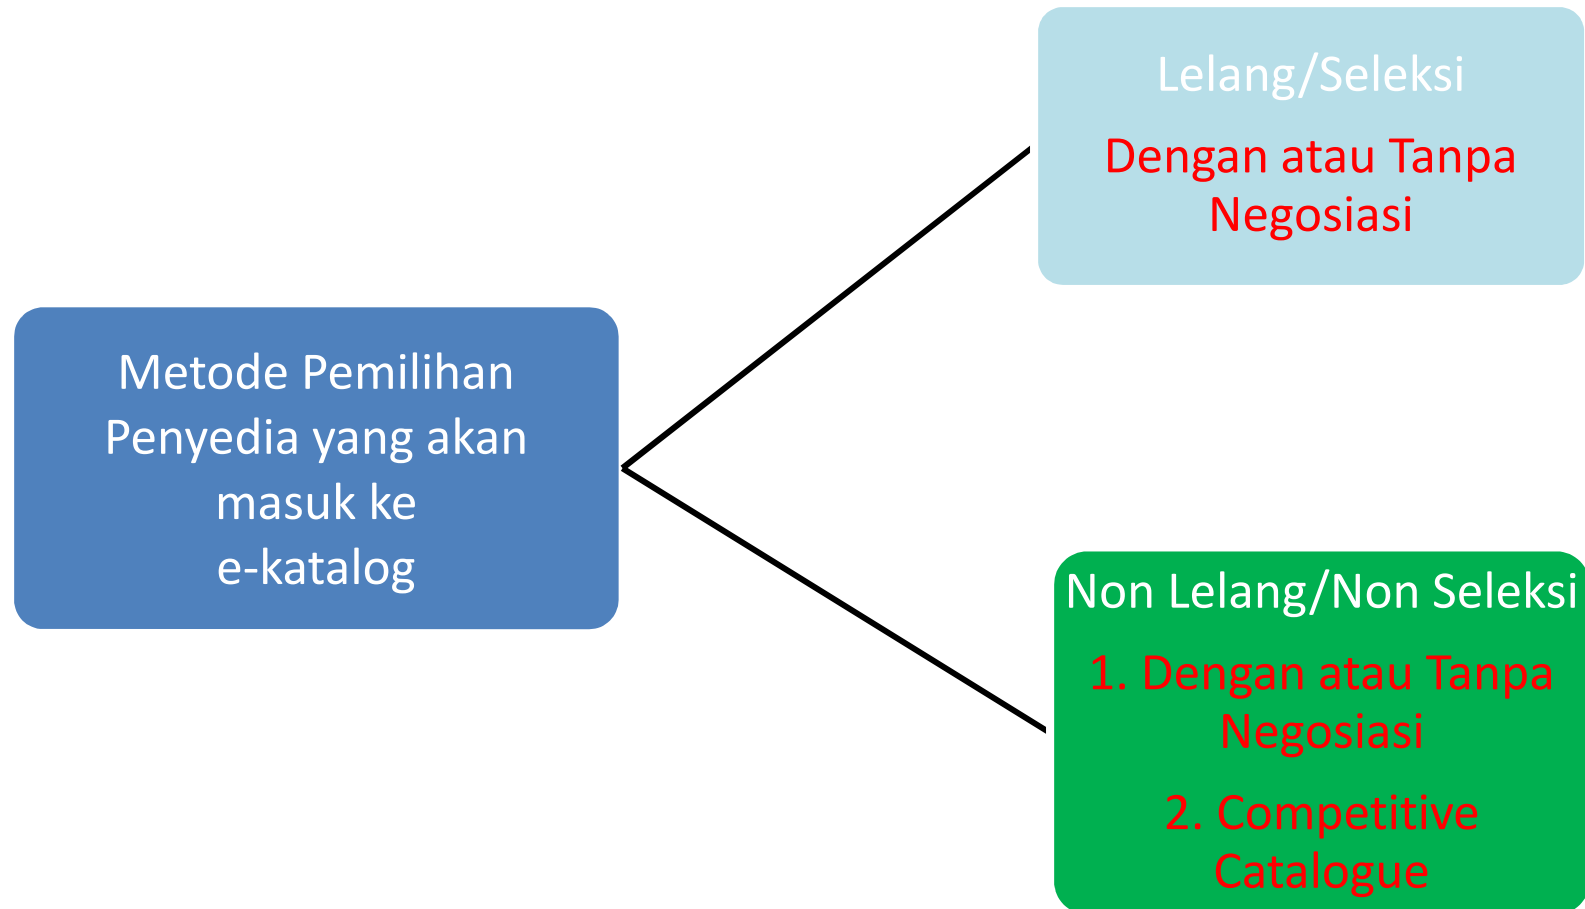 Lelang/Seleksi
Dengan atau Tanpa
Negosiasi
Metode Pemilihan
Penyedia yang akan
masuk ke
e-katalog
Non Lelang/Non Seleksi
1. Dengan atau Tanpa
Negosiasi
2. Competitive
Catalogue